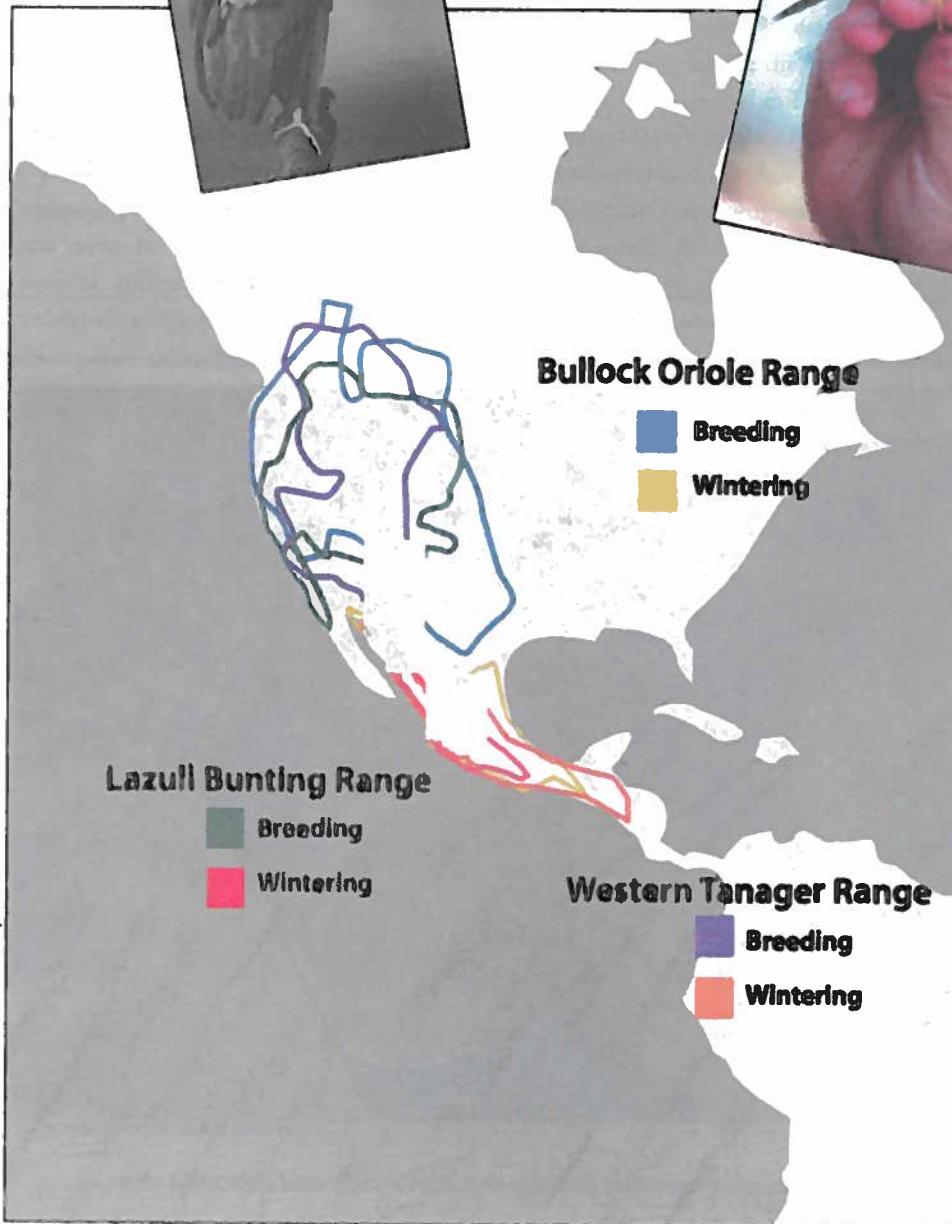 Bullock Oriole Range
Breeding
Wintering
Lazuli Bunting Range
Breeding
Wintering
Western Tanager Range
Breeding
Wintering